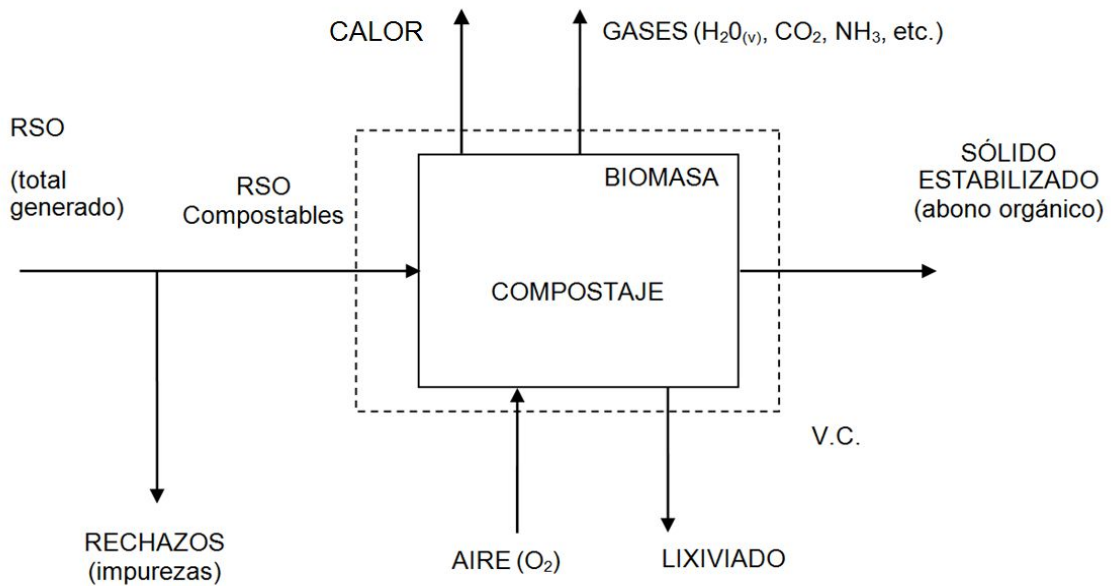 CALOR
GASES (H₂0₍ᵥ₎, CO₂, NH₃, etc.)
RSO
(total
generado)
RSO
Compostables
BIOMASA
SÓLIDO
ESTABILIZADO
(abono orgánico)
COMPOSTAJE
V.C.
RECHAZOS
(impurezas)
AIRE (O₂)
LIXIVIADO